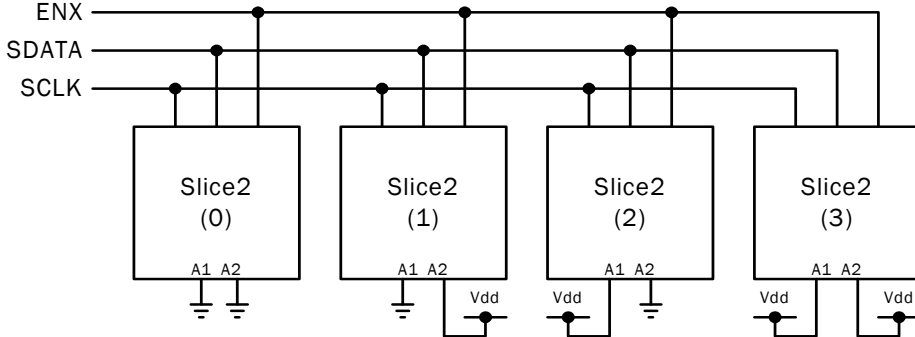 ENX
SDATA
SCLK
Slice2
(0)
A1 A2
Slice2
(1)
A1 A2
Vdd
Slice2
(2)
A1 A2
Vdd
Slice2
(3)
A1 A2
Vdd
Vdd